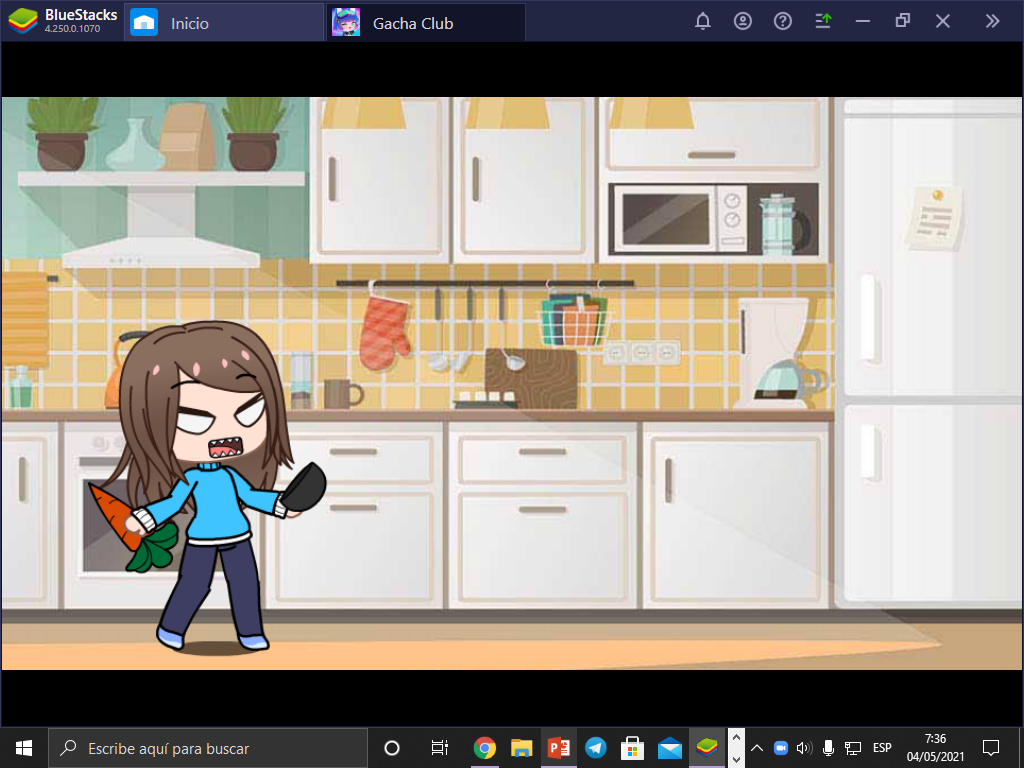 BlueStacks
4.250.0.1070
Inicio
Gacha Club
Escribe aquí para buscar
ESP
7:36
04/05/2021